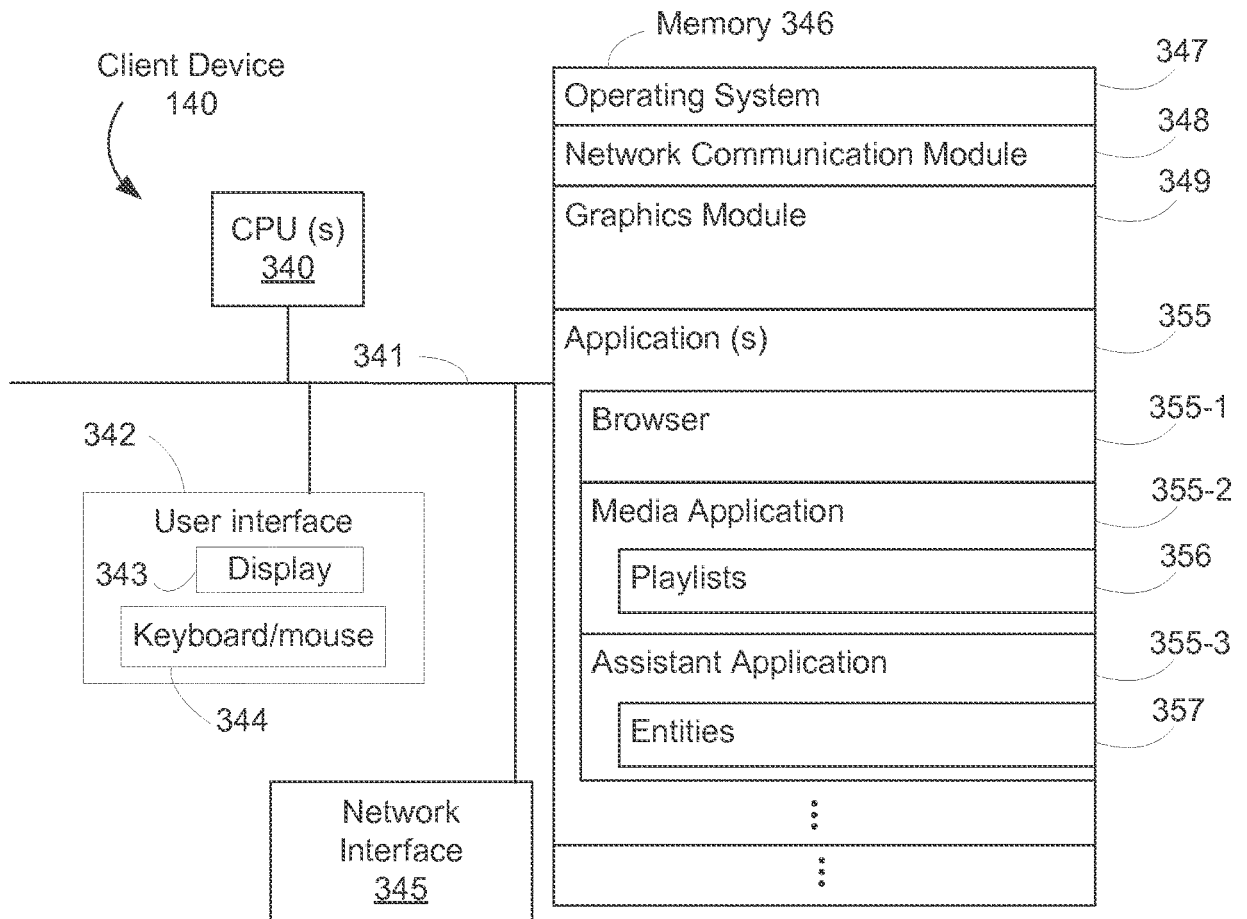 Client Device
140
CPU (s)
340
341
342
User interface
343
Display
Keyboard/mouse
344
Network
Interface
345
Memory 346
Operating System
347
Network Communication Module
348
Graphics Module
349
Application (s)
355
Browser
355-1
Media Application
355-2
Playlists
356
Assistant Application
355-3
Entities
357